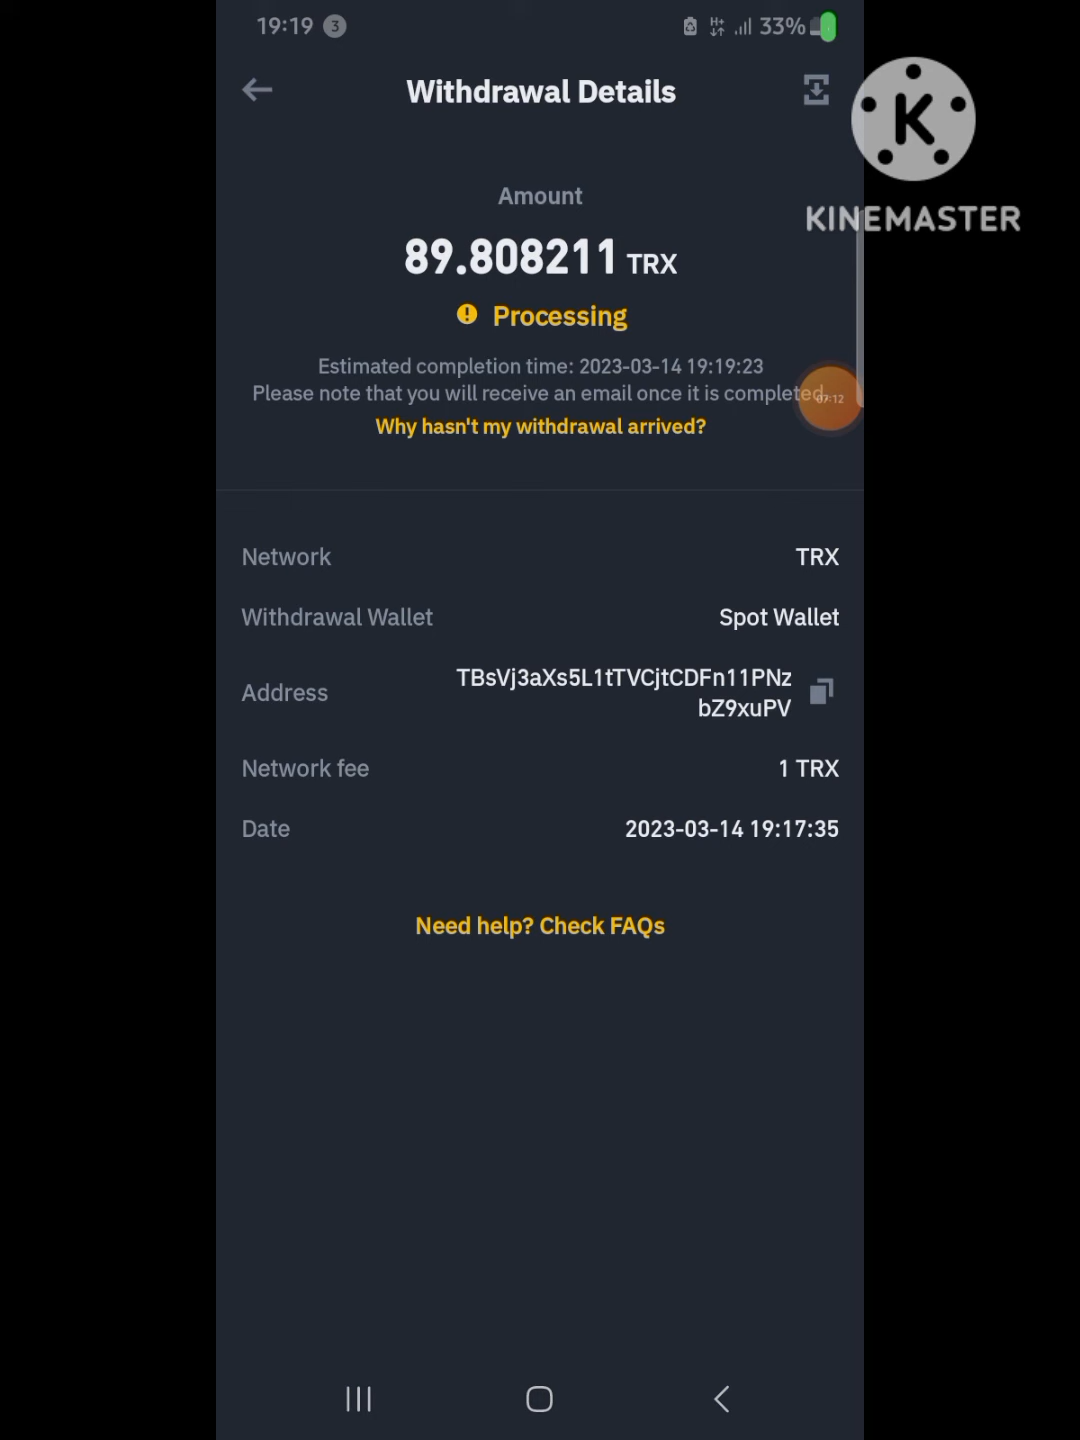 19:19 3 33%
Withdrawal Details
K
KINEMASTER
Amount
89.808211 TRX
Processing
Estimated completion time: 2023-03-14 19:19:23
Please note that you will receive an email once it is completed
07:12
Why hasn't my withdrawal arrived?
Network TRX
Withdrawal Wallet Spot Wallet
Address TBsVj3aXs5L1tTVCjtCDFn11PNz
bZ9xuPV
Network fee 1 TRX
Date 2023-03-14 19:17:35
Need help? Check FAQs